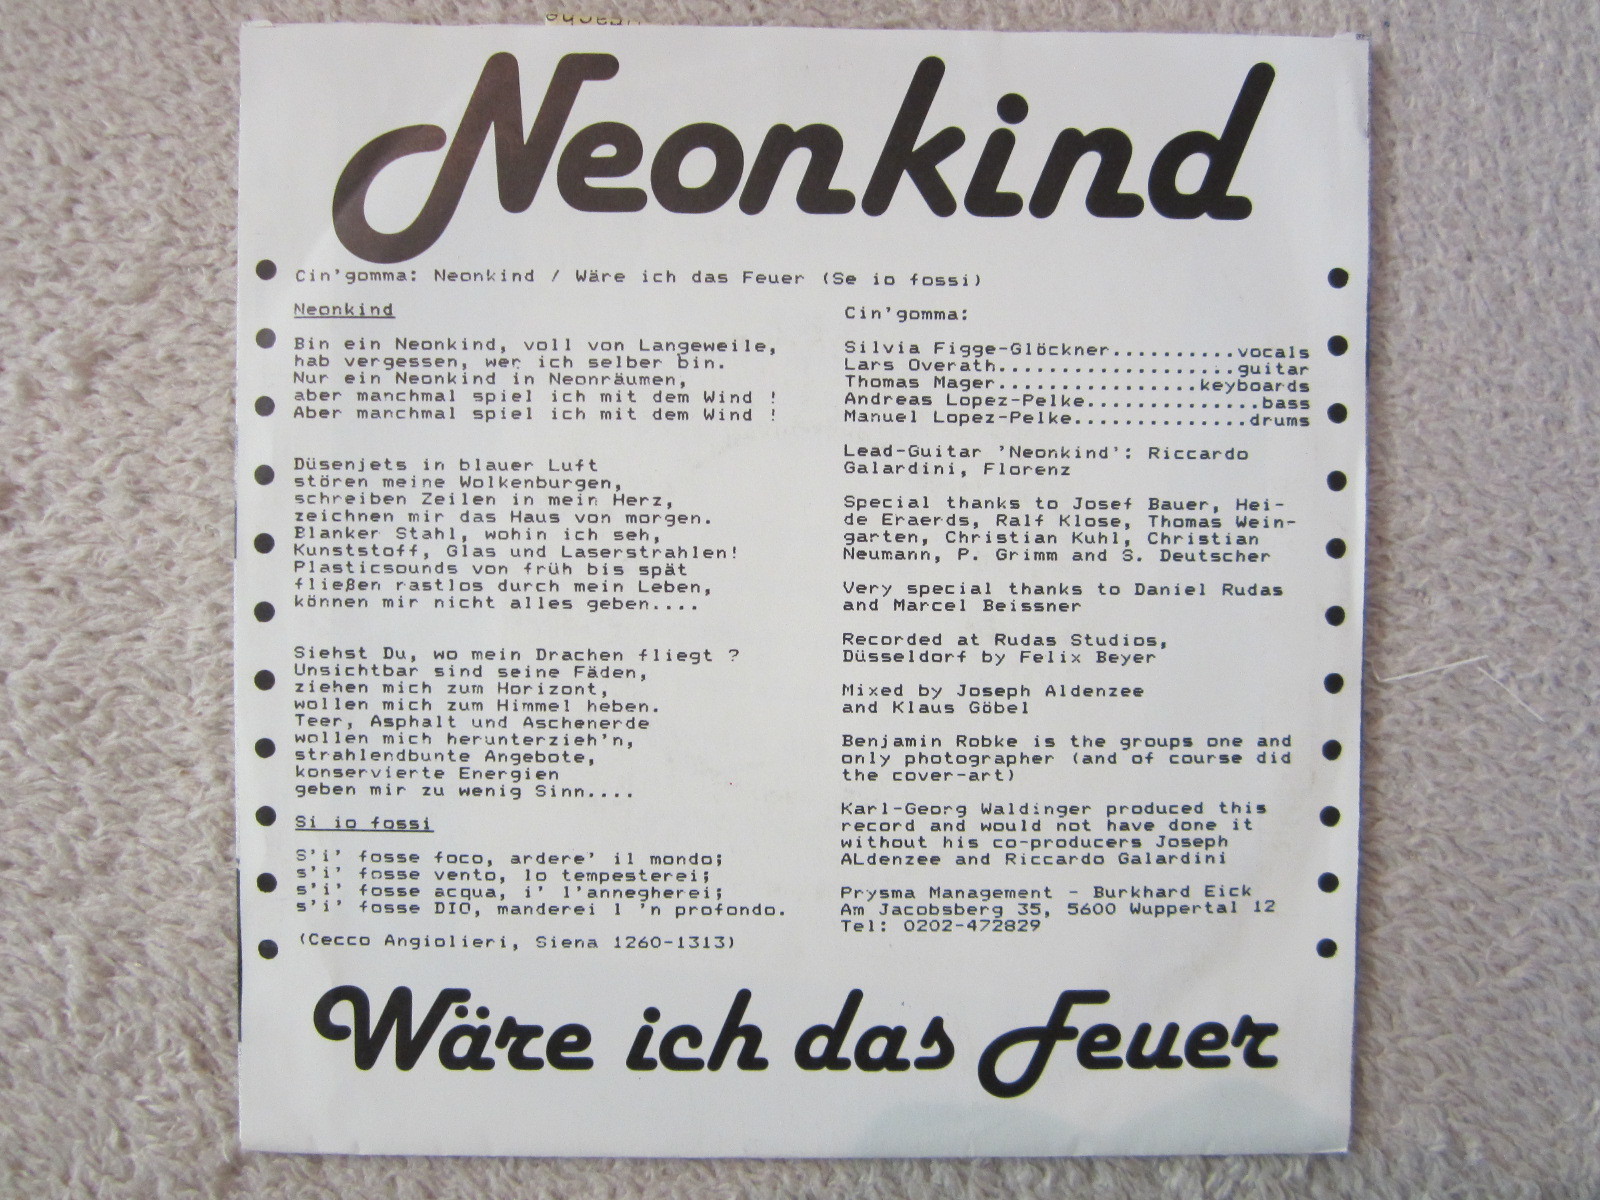 Neonkind
Cin'gomma: Neonkind / Wäre ich das Feuer (Se io fossi)
Neonkind
Bin ein Neonkind, voll von Langeweile,
hab vergessen, wer ich selber bin.
Nur ein Neonkind in Neonräumen,
aber manchmal spiel ich mit dem Wind !
Aber manchmal spiel ich mit dem Wind !
Düsenjets in blauer Luft
stören meine Wolkenburgen,
schreiben Zeilen in mein Herz,
zeichnen mir das Haus von morgen.
Blanker Stahl, wohin ich seh,
Kunststoff, Glas und Laserstrahlen!
Plasticsounds von früh bis spät
fließen rastlos durch mein Leben,
können mir nicht alles geben....
Siehst Du, wo mein Drachen fliegt ?
Unsichtbar sind seine Fäden,
ziehen mich zum Horizont,
wollen mich zum Himmel heben.
Teer, Asphalt und Aschenerde
wollen mich herunterzieh'n,
strahlendbunte Angebote,
konservierte Energien
geben mir zu wenig Sinn....
Si io fossi
S'i' fosse foco, ardere' il mondo;
s'i' fosse vento, lo tempesterei;
s'i' fosse acqua, i' l'annegherei;
s'i' fosse DIO, manderei l 'n profondo.
(Cecco Angiolieri, Siena 1260-1313)
Cin'gomma:
Silvia Figge-Glöckner..........vocals
Lars Overath...................guitar
Thomas Mager................keyboards
Andreas Lopez-Pelke..............bass
Manuel Lopez-Pelke..............drums
Lead-Guitar 'Neonkind': Riccardo
Galardini, Florenz
Special thanks to Josef Bauer, Hei-
de Eraerds, Ralf Klose, Thomas Wein-
garten, Christian Kuhl, Christian
Neumann, P. Grimm and S. Deutscher
Very special thanks to Daniel Rudas
and Marcel Beissner
Recorded at Rudas Studios,
Düsseldorf by Felix Beyer
Mixed by Joseph Aldenzee
and Klaus Göbel
Benjamin Robke is the groups one and
only photographer (and of course did
the cover-art)
Karl-Georg Waldinger produced this
record and would not have done it
without his co-producers Joseph
ALdenzee and Riccardo Galardini
Prysma Management - Burkhard Eick
Am Jacobsberg 35, 5600 Wuppertal 12
Tel: 0202-472829
Wäre ich das Feuer